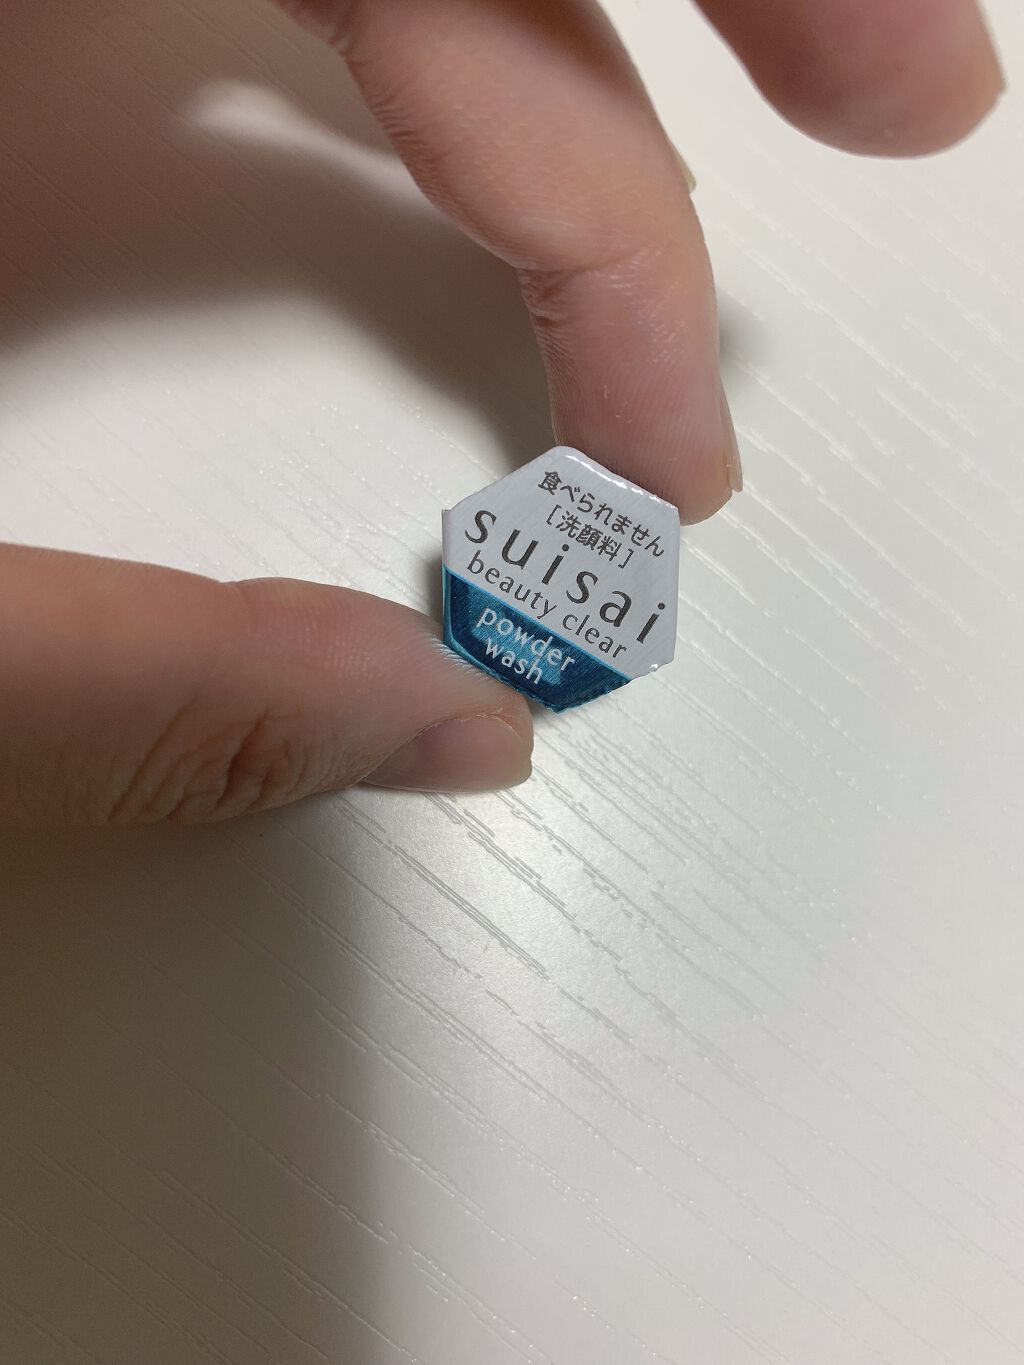 食べられません
[洗顔料]
suisai
beauty clear
powder
wash